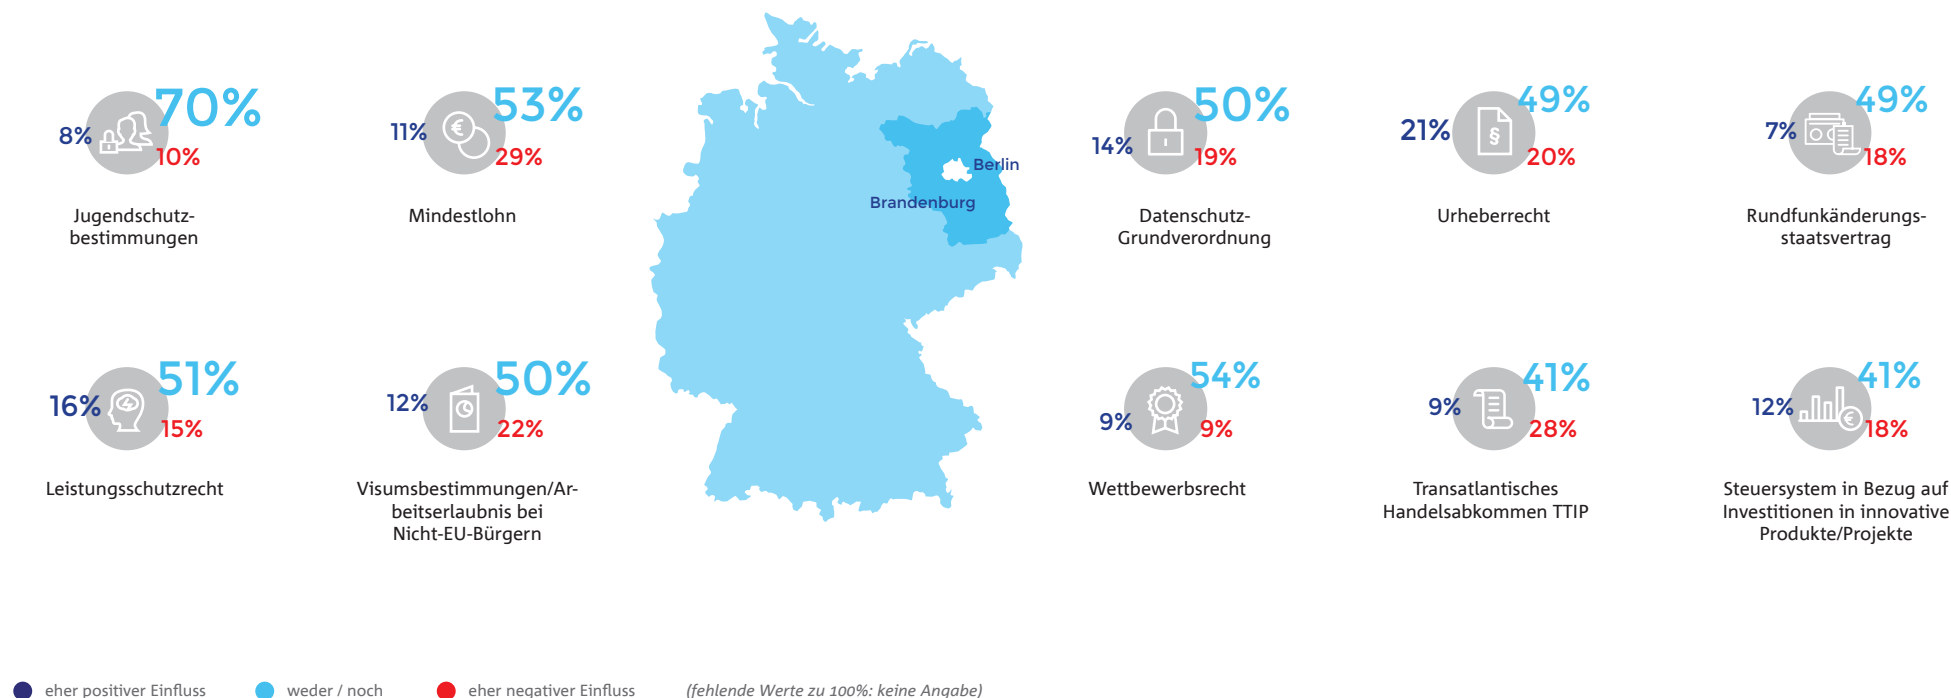 70%
8%
10%
Jugendschutz-
bestimmungen
53%
11%
€
29%
Mindestlohn
Berlin
Brandenburg
50%
14%
19%
Datenschutz-
Grundverordnung
49%
21%
§
20%
Urheberrecht
49%
7%
18%
Rundfunkänderungs-
staatsvertrag
51%
16%
15%
Leistungsschutzrecht
50%
12%
22%
Visumsbestimmungen/Ar-
beitserlaubnis bei
Nicht-EU-Bürgern
54%
9%
9%
Wettbewerbsrecht
41%
9%
28%
Transatlantisches
Handelsabkommen TTIP
41%
12%
€
18%
Steuersystem in Bezug auf
Investitionen in innovative
Produkte/Projekte
eher positiver Einfluss weder / noch eher negativer Einfluss (fehlende Werte zu 100%: keine Angabe)